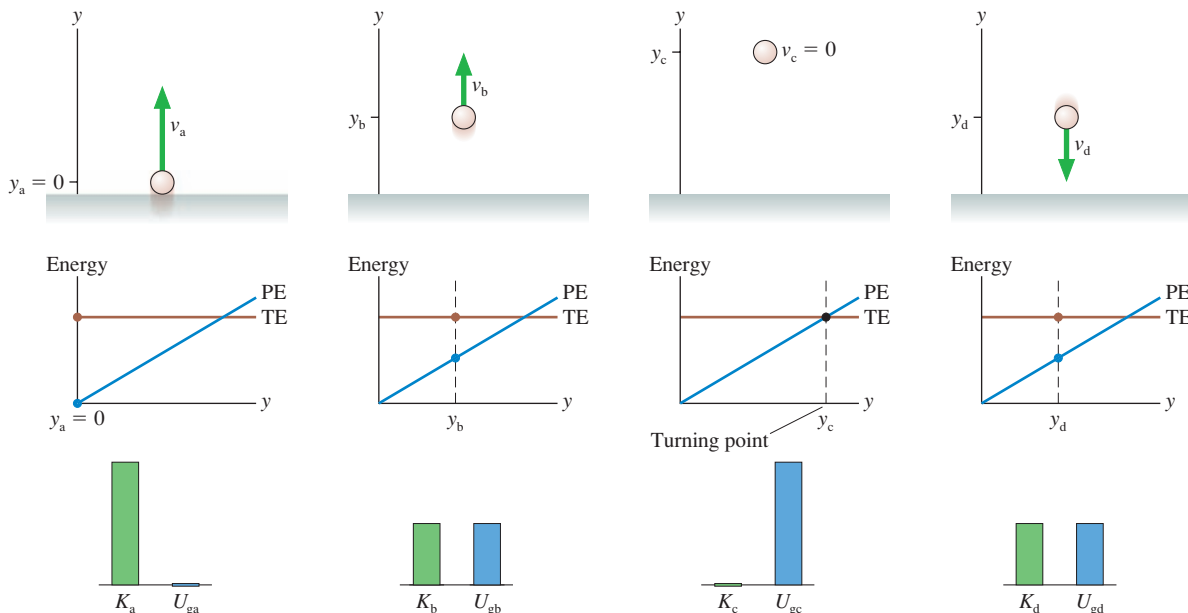 y y y y
y_c v_c = 0
v_a v_b
y_b y_d v_d
y_a = 0
Energy Energy Energy Energy
PE PE PE PE
TE TE TE TE
y y y y
y_a = 0 y_b y_c y_d
Turning point
K_a U_ga K_b U_gb K_c U_gc K_d U_gd